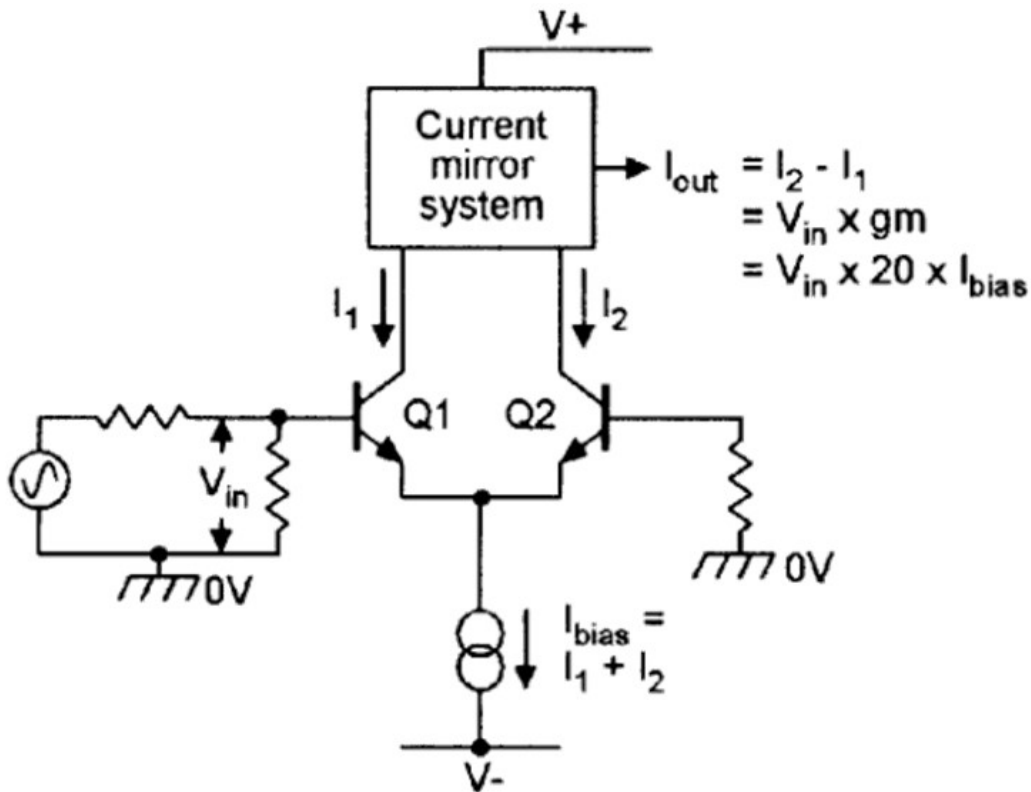 V+
Current
mirror
system
I_out = I_2 - I_1
= V_in x gm
= V_in x 20 x I_bias
I_1
I_2
Q1
Q2
V_in
0V
0V
I_bias =
I_1 + I_2
V-